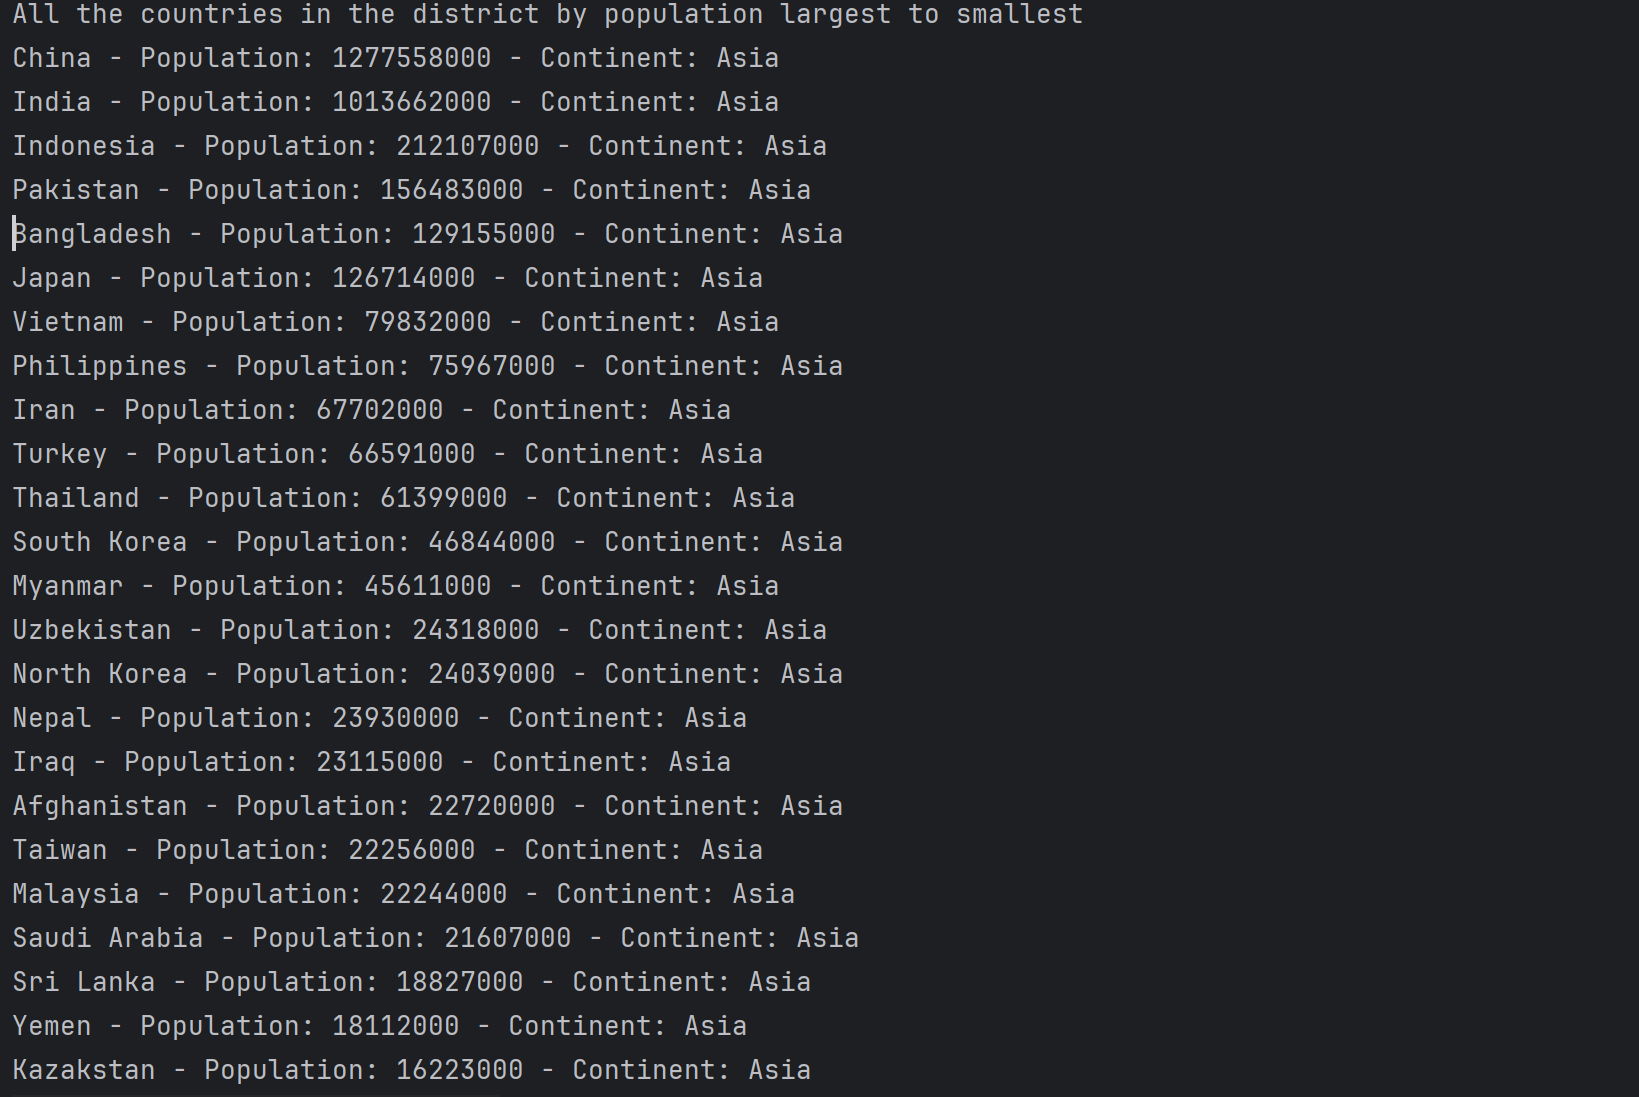 All the countries in the district by population largest to smallest
China - Population: 1277558000 - Continent: Asia
India - Population: 1013662000 - Continent: Asia
Indonesia - Population: 212107000 - Continent: Asia
Pakistan - Population: 156483000 - Continent: Asia
Bangladesh - Population: 129155000 - Continent: Asia
Japan - Population: 126714000 - Continent: Asia
Vietnam - Population: 79832000 - Continent: Asia
Philippines - Population: 75967000 - Continent: Asia
Iran - Population: 67702000 - Continent: Asia
Turkey - Population: 66591000 - Continent: Asia
Thailand - Population: 61399000 - Continent: Asia
South Korea - Population: 46844000 - Continent: Asia
Myanmar - Population: 45611000 - Continent: Asia
Uzbekistan - Population: 24318000 - Continent: Asia
North Korea - Population: 24039000 - Continent: Asia
Nepal - Population: 23930000 - Continent: Asia
Iraq - Population: 23115000 - Continent: Asia
Afghanistan - Population: 22720000 - Continent: Asia
Taiwan - Population: 22256000 - Continent: Asia
Malaysia - Population: 22244000 - Continent: Asia
Saudi Arabia - Population: 21607000 - Continent: Asia
Sri Lanka - Population: 18827000 - Continent: Asia
Yemen - Population: 18112000 - Continent: Asia
Kazakstan - Population: 16223000 - Continent: Asia